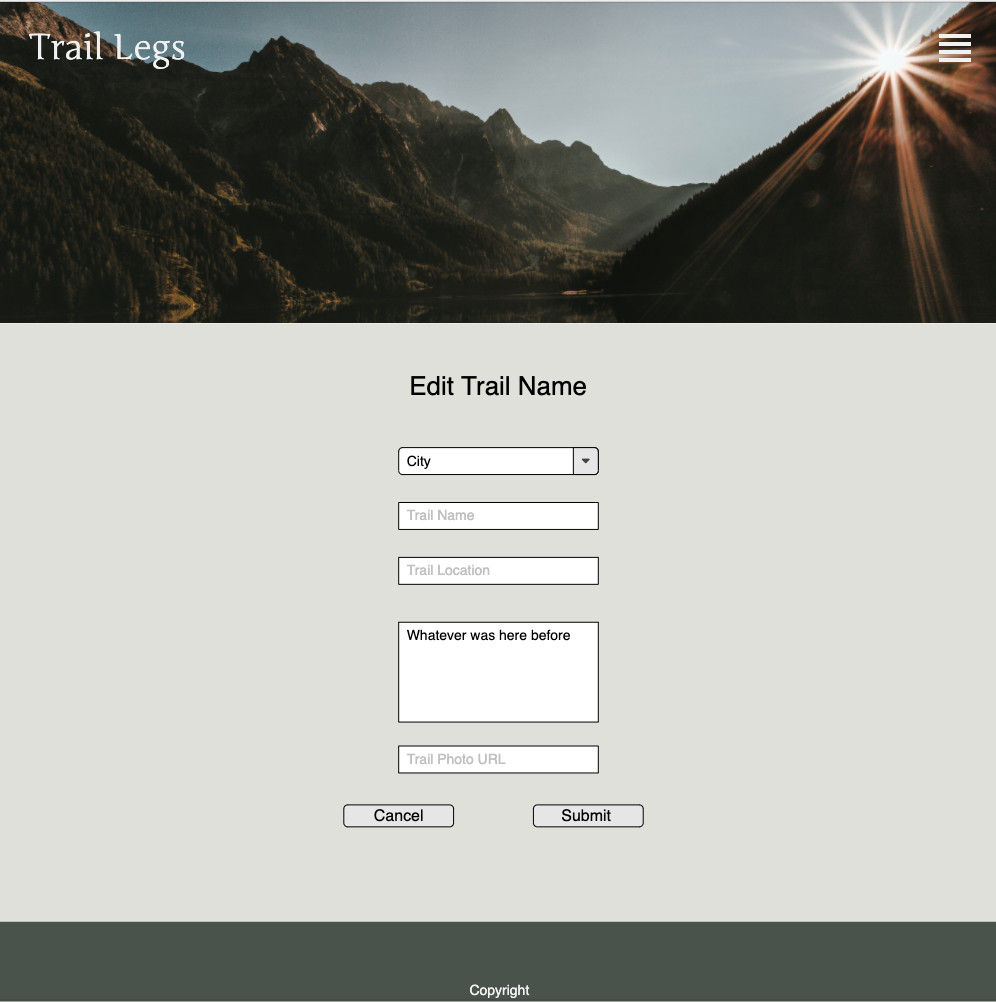 Trail Legs
Edit Trail Name
City
Trail Name
Trail Location
Whatever was here before
Trail Photo URL
Cancel
Submit
Copyright